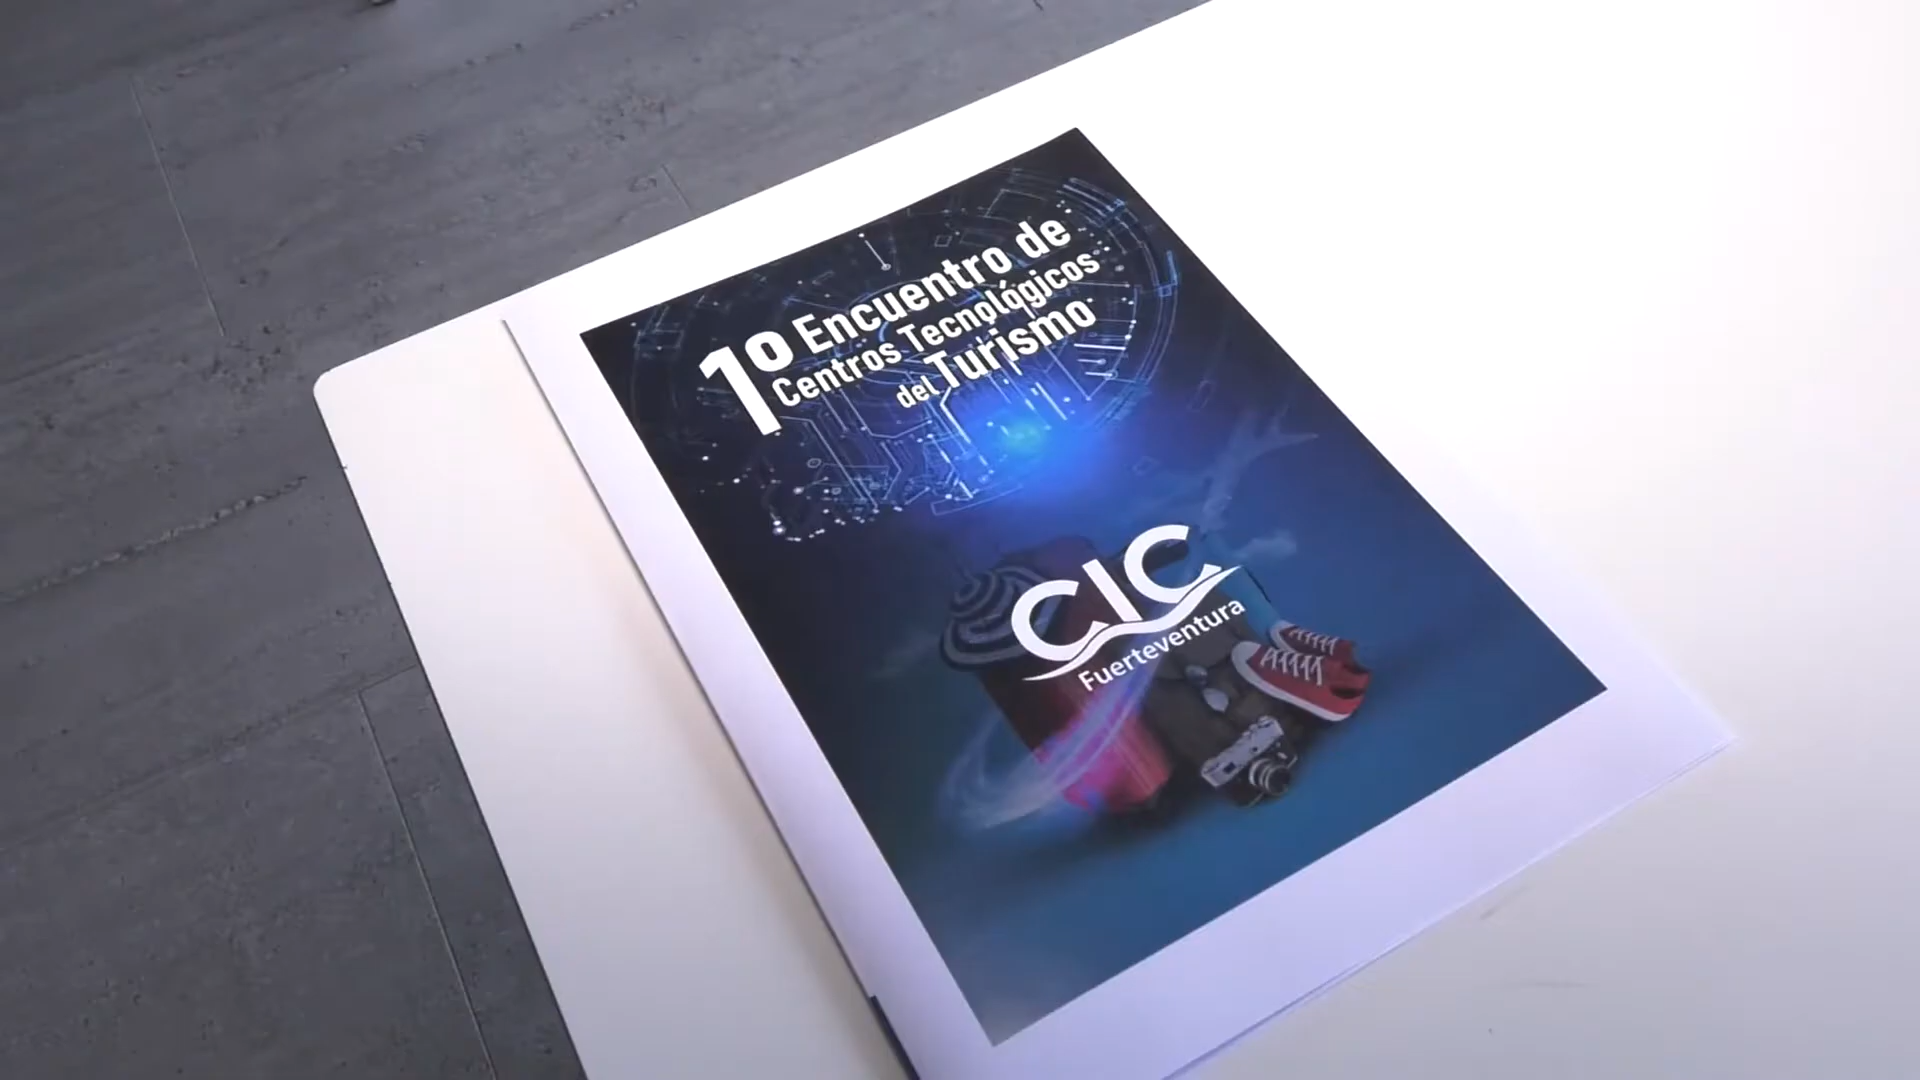 1º Encuentro de
Centros Tecnológicos
del Turismo
CIC
Fuerteventura